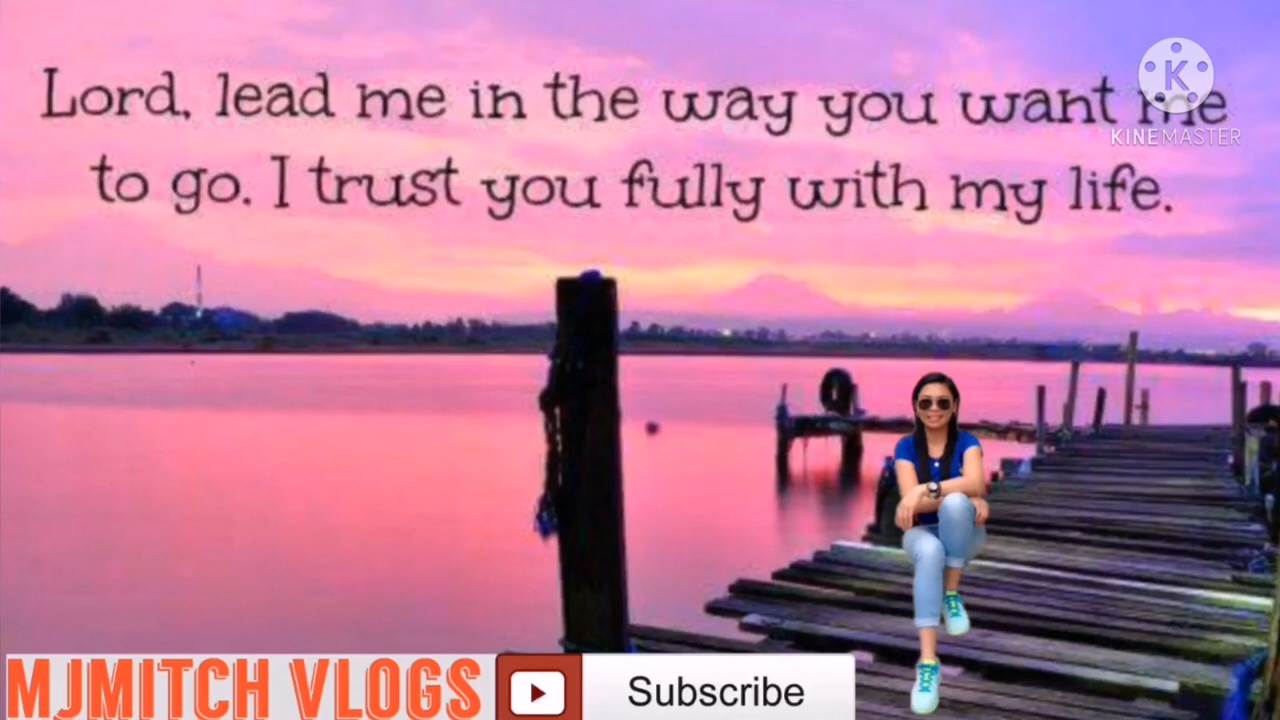 Lord, lead me in the way you want me
to go. I trust you fully with my life.
K
KINEMASTER
MJMITCH VLOGS
Subscribe